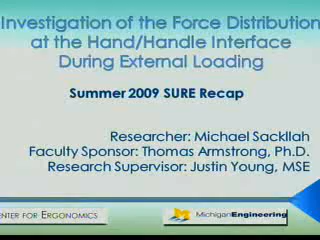 Investigation of the Force Distribution
at the Hand/Handle Interface
During External Loading
Summer 2009 SURE Recap
Researcher: Michael Sackllah
Faculty Sponsor: Thomas Armstrong, Ph.D.
Research Supervisor: Justin Young, MSE
ENTER FOR ERGONOMICS
MichiganEngineering